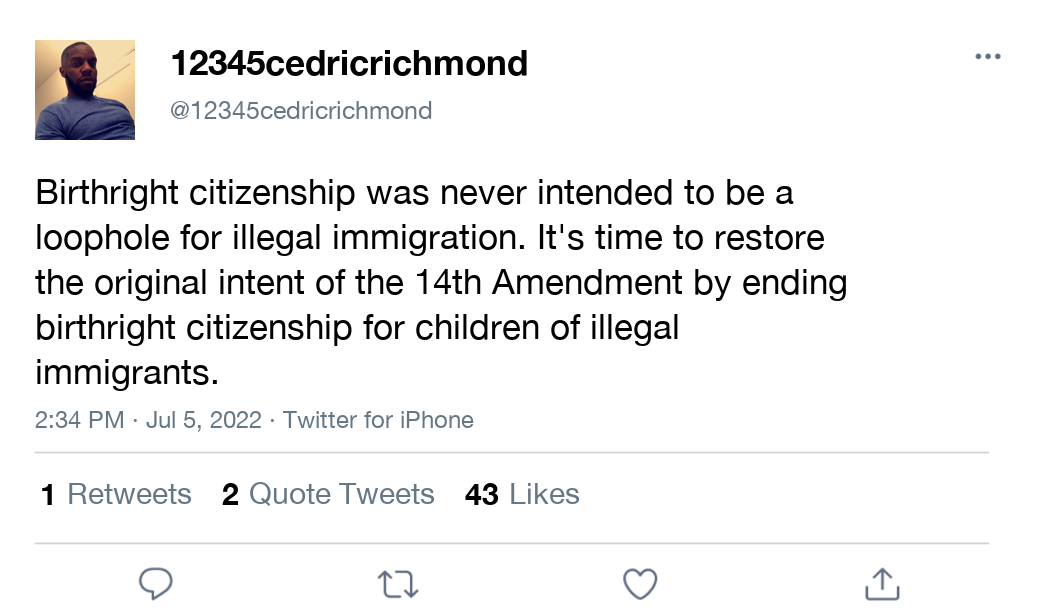 12345cedricrichmond
@12345cedricrichmond
Birthright citizenship was never intended to be a
loophole for illegal immigration. It's time to restore
the original intent of the 14th Amendment by ending
birthright citizenship for children of illegal
immigrants.
2:34 PM · Jul 5, 2022 · Twitter for iPhone
1 Retweets 2 Quote Tweets 43 Likes